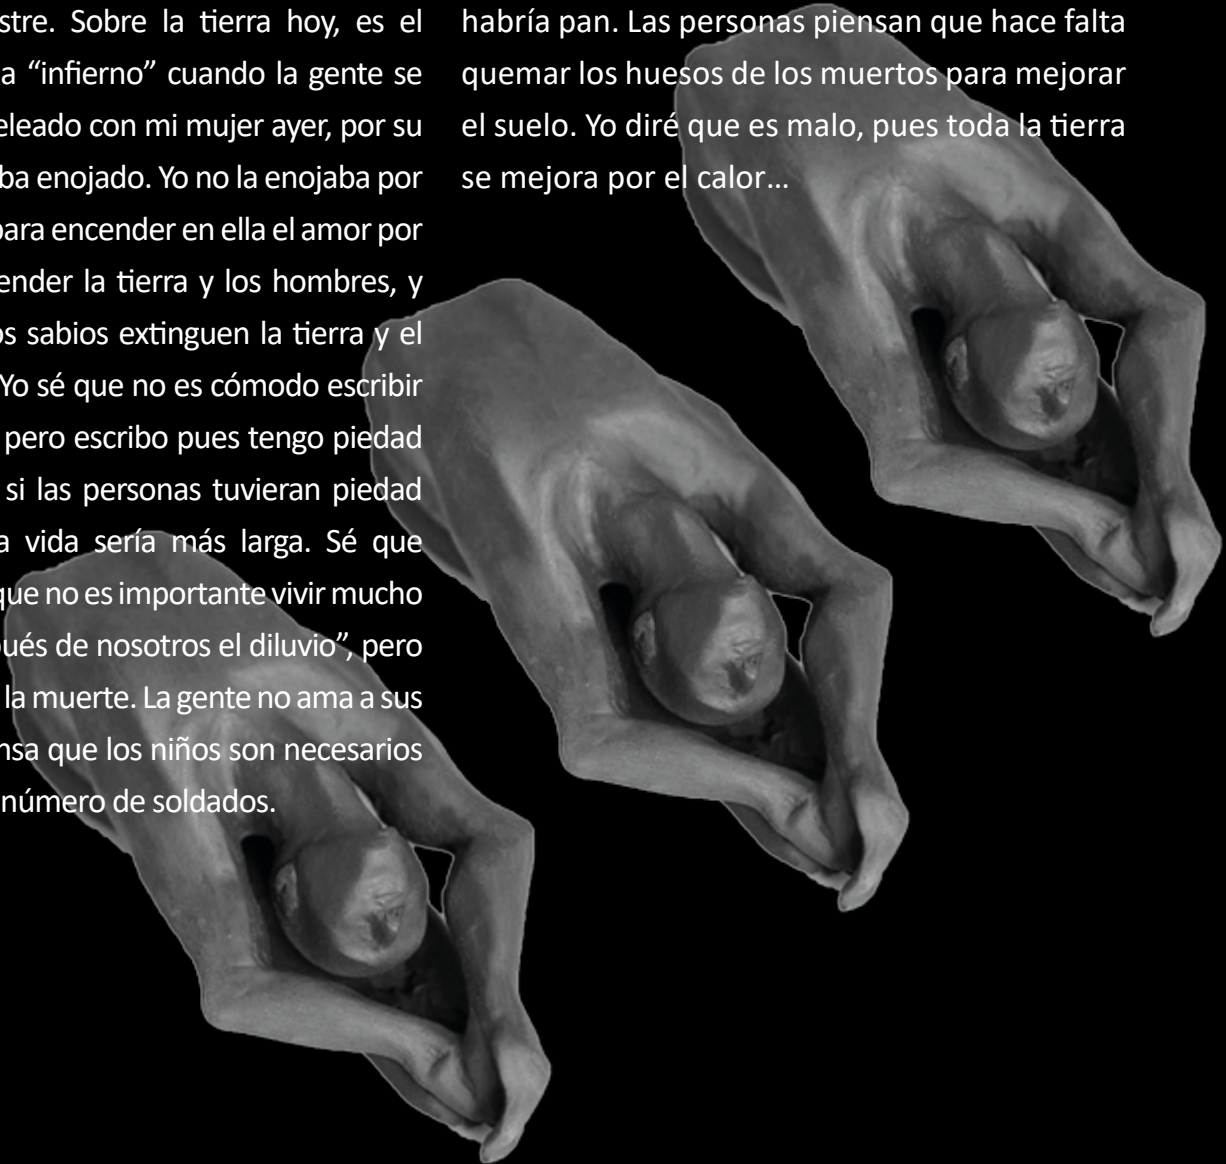 stre. Sobre la tierra hoy, es el
a “infierno” cuando la gente se
eleado con mi mujer ayer, por su
ba enojado. Yo no la enojaba por
para encender en ella el amor por
ender la tierra y los hombres, y
os sabios extinguen la tierra y el
Yo sé que no es cómodo escribir
pero escribo pues tengo piedad
si las personas tuvieran piedad
a vida sería más larga. Sé que
que no es importante vivir mucho
pués de nosotros el diluvio”, pero
la muerte. La gente no ama a sus
nsa que los niños son necesarios
número de soldados.
habría pan. Las personas piensan que hace falta
quemar los huesos de los muertos para mejorar
el suelo. Yo diré que es malo, pues toda la tierra
se mejora por el calor...